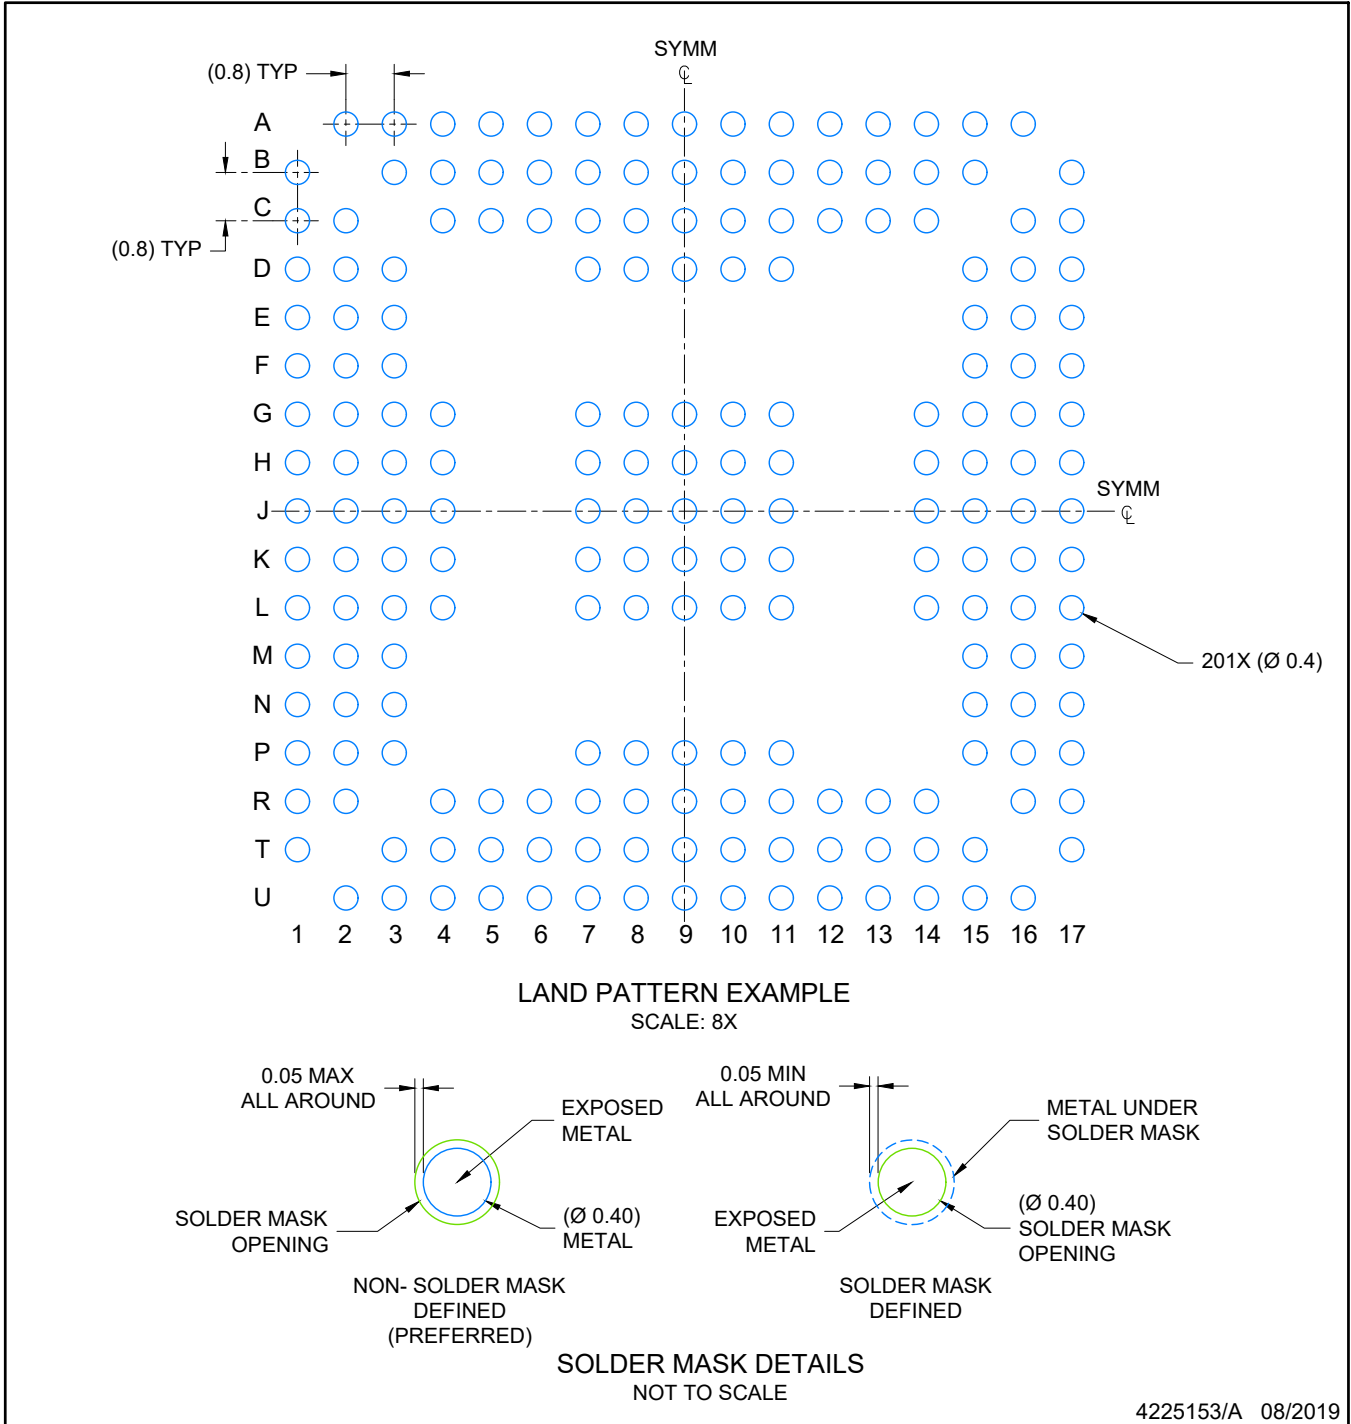 SYMM
℄
(0.8) TYP
A
B
C
(0.8) TYP
D
E
F
G
H
SYMM
℄
J
K
L
201X (Ø 0.4)
M
N
P
R
T
U
1 2 3 4 5 6 7 8 9 10 11 12 13 14 15 16 17
LAND PATTERN EXAMPLE
SCALE: 8X
0.05 MAX
ALL AROUND
EXPOSED
METAL
SOLDER MASK
OPENING
(Ø 0.40)
METAL
NON- SOLDER MASK
DEFINED
(PREFERRED)
0.05 MIN
ALL AROUND
METAL UNDER
SOLDER MASK
EXPOSED
METAL
(Ø 0.40)
SOLDER MASK
OPENING
SOLDER MASK
DEFINED
SOLDER MASK DETAILS
NOT TO SCALE
4225153/A 08/2019